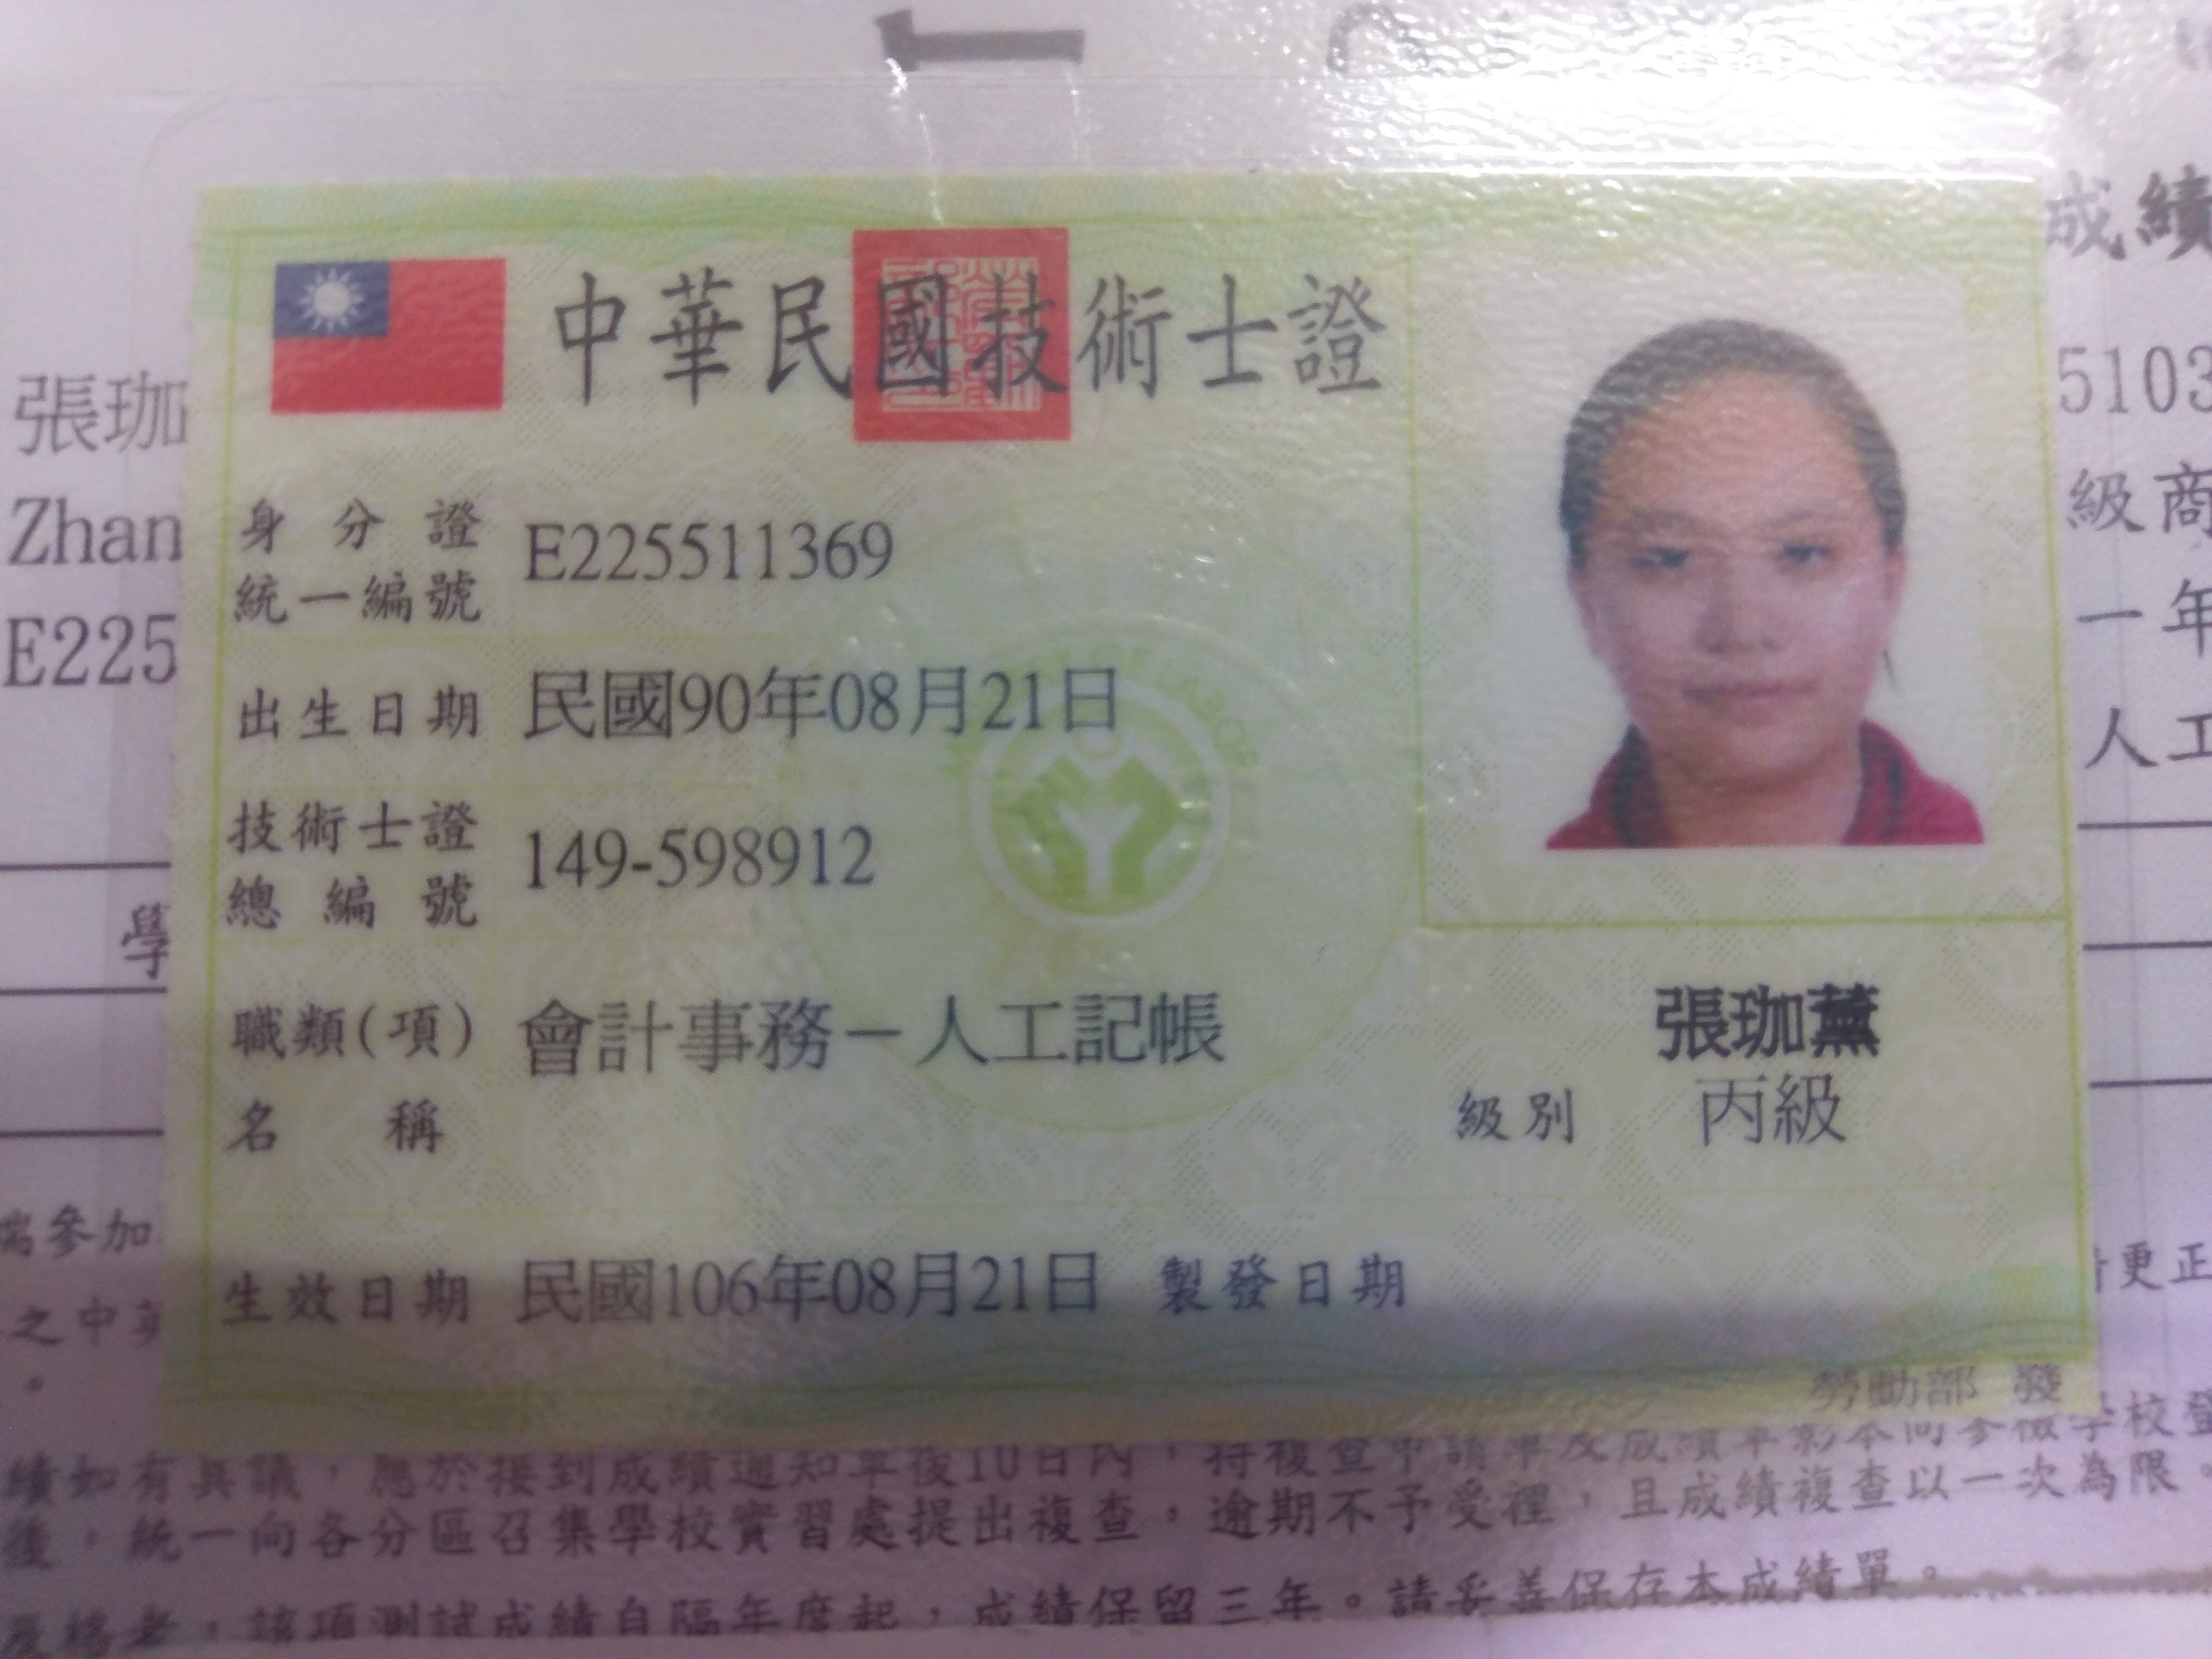 成績
張珈
Zhan
E225
5103
級商
一年
人工
學
中華民國技術士證
身分證
統一編號
E225511369
出生日期 民國90年08月21日
技術士證
總編號
149-598912
職類(項)
名稱
會計事務－人工記帳
張珈薰
級別 丙級
生效日期 民國106年08月21日 製發日期
勞動部 發
參加
之中
更正
。
績如有異議，應於接到成績通知單後10日內，持複查申請單及成績單影本向參檢學校登
後，統一向各分區召集學校實習處提出複查，逾期不予受理，且成績複查以一次為限。
及格者，該項測試成績自隔年度起，成績保留三年。請妥善保存本成績單。